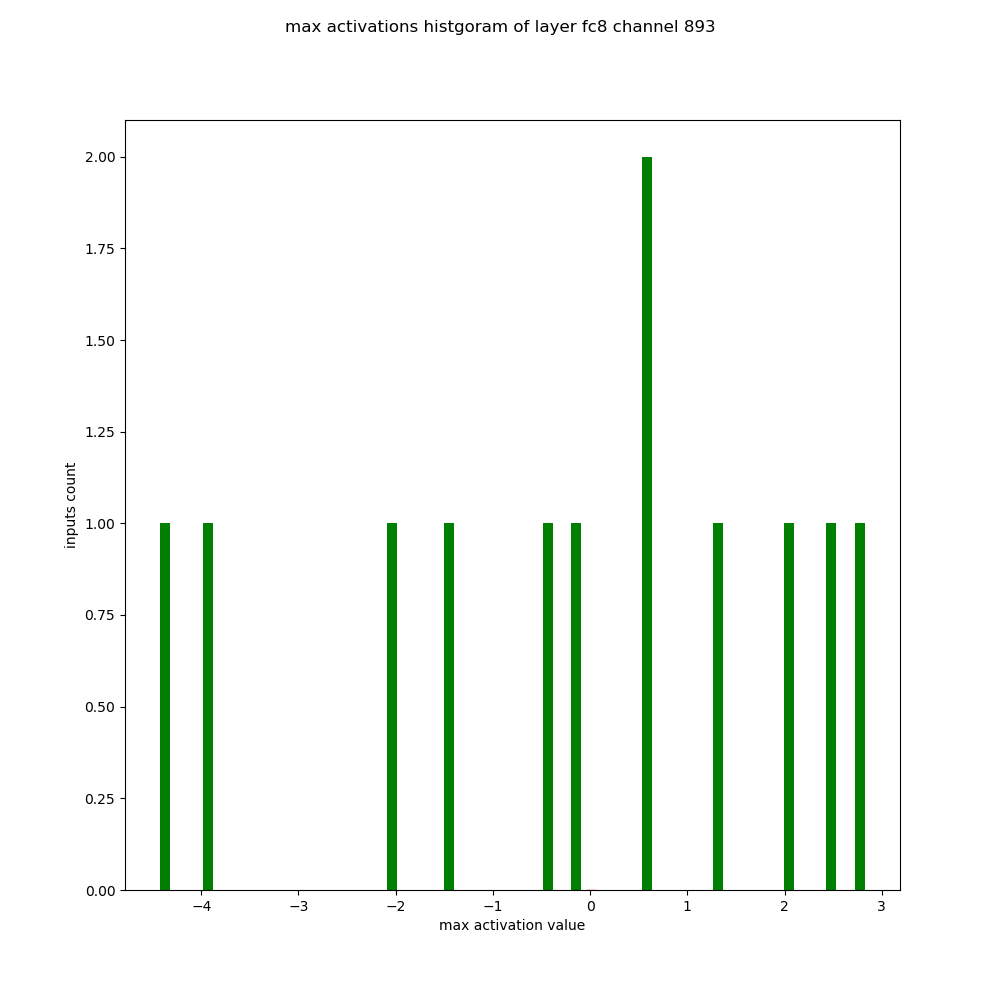 max activations histgoram of layer fc8 channel 893
2.00
1.75
1.50
1.25
1.00
0.75
0.50
0.25
0.00
inputs count
−4 −3 −2 −1 0 1 2 3
max activation value